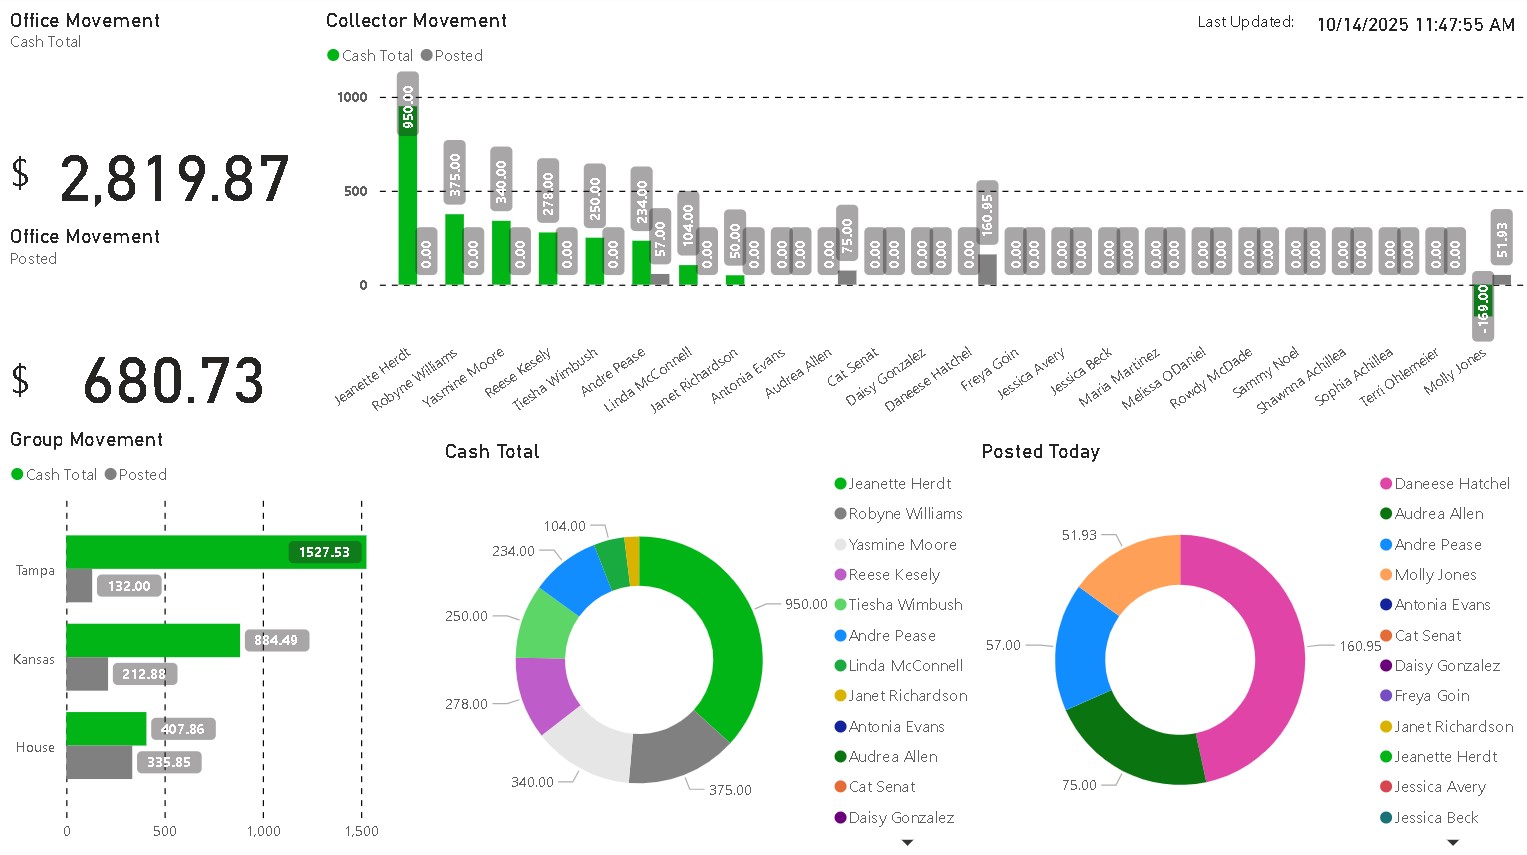 Office Movement
Cash Total
$ 2,819.87
Office Movement
Posted
$ 680.73
Collector Movement
Last Updated: 10/14/2025 11:47:55 AM
Cash Total Posted
1000
500
0
950.00 0.00 375.00 0.00 340.00 0.00 278.00 0.00 250.00 0.00 234.00 57.00 104.00 0.00 50.00 0.00 0.00 0.00 0.00 75.00 0.00 0.00 0.00 0.00 0.00 160.95 0.00 0.00 0.00 0.00 0.00 0.00 0.00 0.00 0.00 0.00 0.00 0.00 0.00 0.00 0.00 0.00 0.00 0.00 0.00 0.00 -169.00 51.93
Jeanette Herdt
Robyne Williams
Yasmine Moore
Reese Kesely
Tiesha Wimbush
Andre Pease
Linda McConnell
Janet Richardson
Antonia Evans
Audrea Allen
Cat Senat
Daisy Gonzalez
Daneese Hatchel
Freya Goin
Jessica Avery
Jessica Beck
Maria Martinez
Melissa ODaniel
Rowdy McDade
Sammy Noel
Shawnna Achillea
Sophia Achillea
Terri Ohlemeier
Molly Jones
Group Movement
Cash Total Posted
Tampa
1527.53
132.00
Kansas
884.49
212.88
House
407.86
335.85
0 500 1,000 1,500
Cash Total
104.00
234.00
250.00
278.00
340.00
375.00
950.00
Jeanette Herdt
Robyne Williams
Yasmine Moore
Reese Kesely
Tiesha Wimbush
Andre Pease
Linda McConnell
Janet Richardson
Antonia Evans
Audrea Allen
Cat Senat
Daisy Gonzalez
Posted Today
51.93
57.00
75.00
160.95
Daneese Hatchel
Audrea Allen
Andre Pease
Molly Jones
Antonia Evans
Cat Senat
Daisy Gonzalez
Freya Goin
Janet Richardson
Jeanette Herdt
Jessica Avery
Jessica Beck